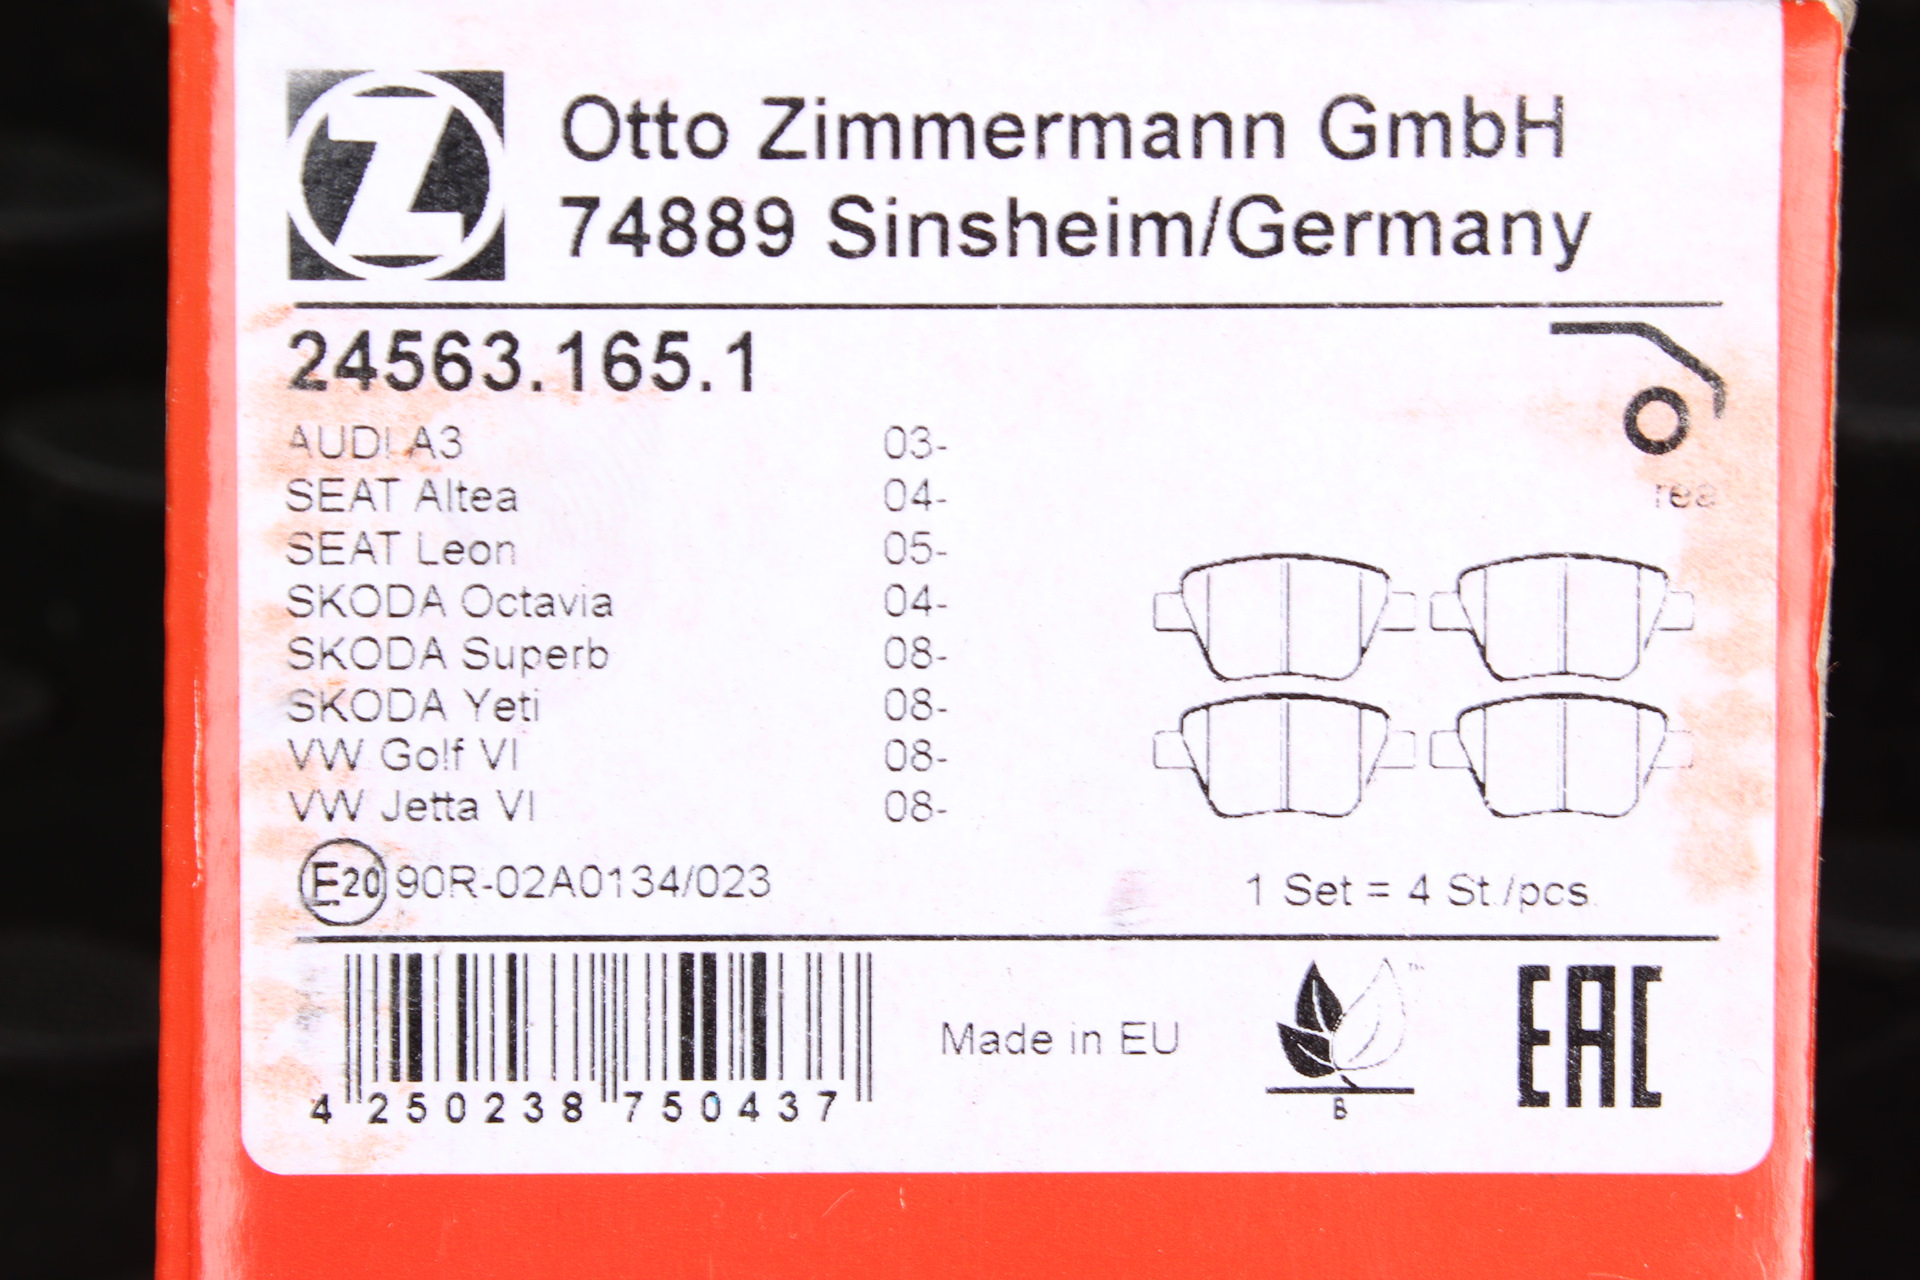 Z
Otto Zimmermann GmbH
74889 Sinsheim/Germany
24563.165.1
AUDI A3 03-
SEAT Altea 04-
SEAT Leon 05-
SKODA Octavia 04-
SKODA Superb 08-
SKODA Yeti 08-
VW Golf VI 08-
VW Jetta VI 08-
E20 90R-02A0134/023
1 Set = 4 St./pcs.
4 250238 750437
Made in EU
TM
B
EAC